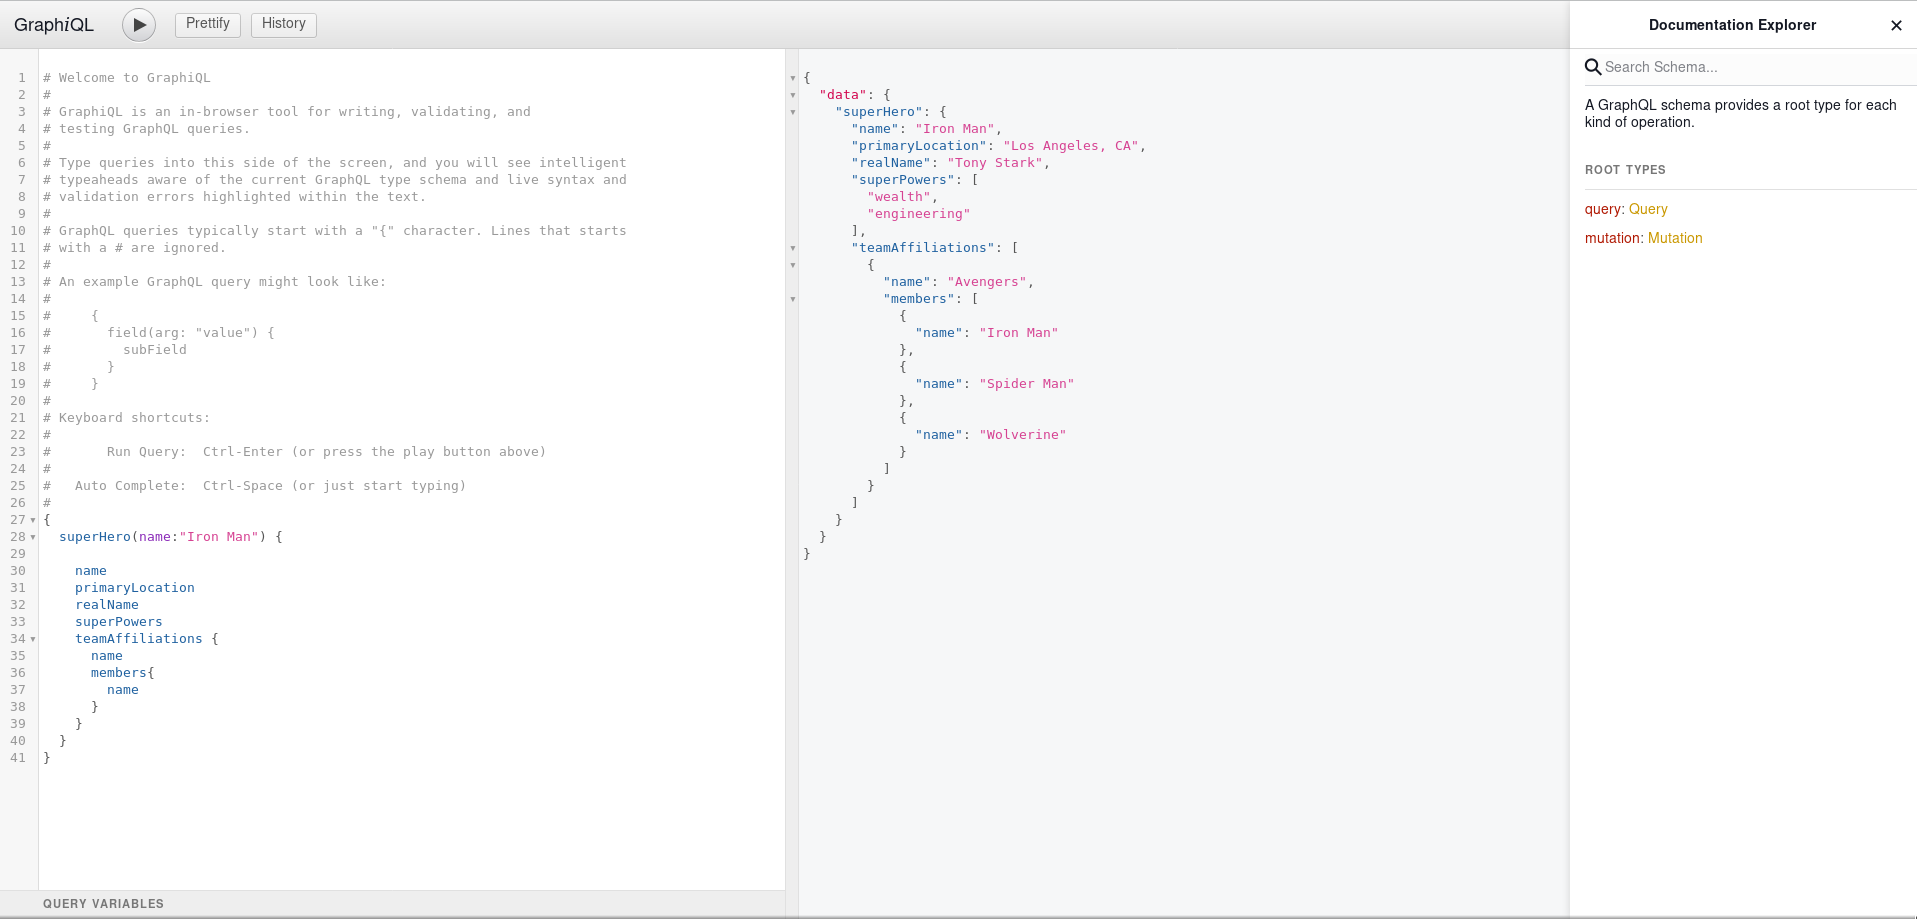 GraphiQL
Prettify
History
1 # Welcome to GraphiQL
2 #
3 # GraphiQL is an in-browser tool for writing, validating, and
4 # testing GraphQL queries.
5 #
6 # Type queries into this side of the screen, and you will see intelligent
7 # typeaheads aware of the current GraphQL type schema and live syntax and
8 # validation errors highlighted within the text.
9 #
10 # GraphQL queries typically start with a "{" character. Lines that starts
11 # with a # are ignored.
12 #
13 # An example GraphQL query might look like:
14 #
15 #     {
16 #       field(arg: "value") {
17 #         subField
18 #       }
19 #     }
20 #
21 # Keyboard shortcuts:
22 #
23 #       Run Query:  Ctrl-Enter (or press the play button above)
24 #
25 #   Auto Complete:  Ctrl-Space (or just start typing)
26 #
27 {
28   superHero(name:"Iron Man") {
29
30     name
31     primaryLocation
32     realName
33     superPowers
34     teamAffiliations {
35       name
36       members{
37         name
38       }
39     }
40   }
41 }
QUERY VARIABLES
{
  "data": {
    "superHero": {
      "name": "Iron Man",
      "primaryLocation": "Los Angeles, CA",
      "realName": "Tony Stark",
      "superPowers": [
        "wealth",
        "engineering"
      ],
      "teamAffiliations": [
        {
          "name": "Avengers",
          "members": [
            {
              "name": "Iron Man"
            },
            {
              "name": "Spider Man"
            },
            {
              "name": "Wolverine"
            }
          ]
        }
      ]
    }
  }
}
Documentation Explorer
Search Schema...
A GraphQL schema provides a root type for each
kind of operation.
ROOT TYPES
query: Query
mutation: Mutation